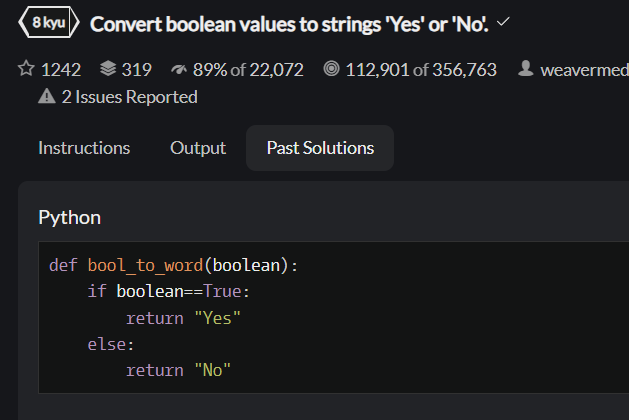 8 kyu Convert boolean values to strings 'Yes' or 'No'.
1242 319 89% of 22,072 112,901 of 356,763 weavermed
2 Issues Reported
Instructions Output Past Solutions
Python
def bool_to_word(boolean):
    if boolean==True:
        return "Yes"
    else:
        return "No"